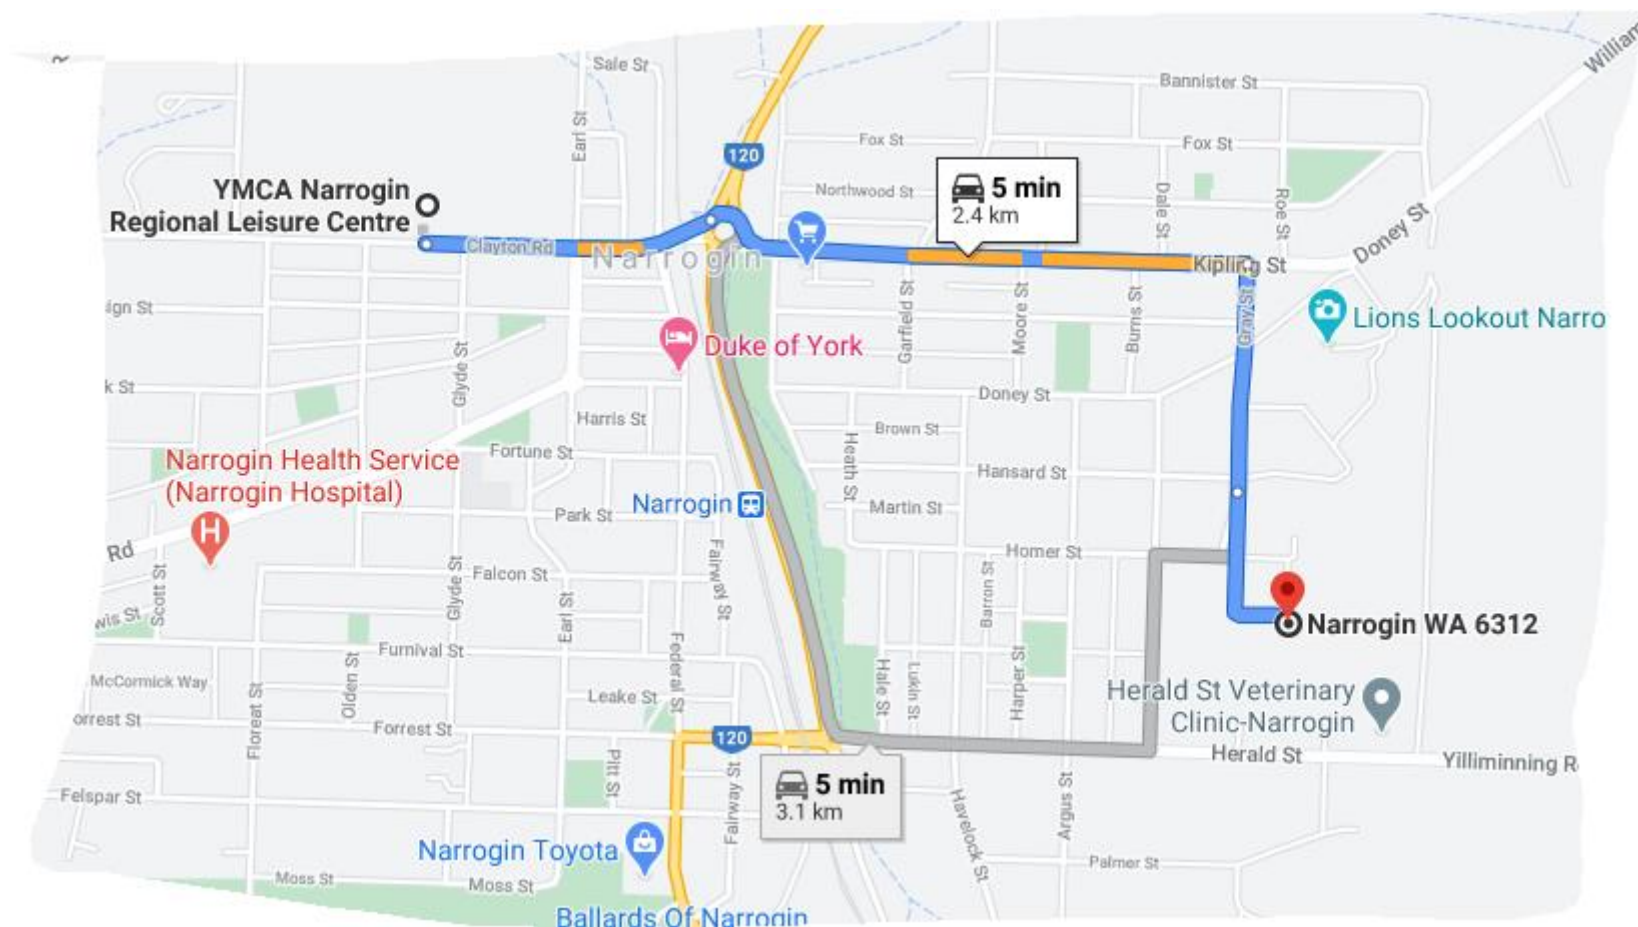 Sale St
Bannister St
William
Earl St
Fox St
Fox St
120
5 min
2.4 km
Northwood St
Dale St
Roe St
YMCA Narrogin
Regional Leisure Centre
Doney St
Clayton Rd
Narrogin
Kipling St
Gray St
Garfield St
Moore St
Burns St
Lions Lookout Narro
ign St
Duke of York
Glyde St
k St
Doney St
Harris St
Brown St
Heath St
Fortune St
Narrogin Health Service
(Narrogin Hospital)
Hansard St
Narrogin
Martin St
Park St
H
Rd
Homer St
Fairway St
Scott St
Glyde St
Falcon St
Earl St
Barron St
wis St
Narrogin WA 6312
Furnival St
Federal St
Olden St
McCormick Way
Floreat St
Leake St
Hale St
Lukin St
Harper St
Herald St Veterinary
Clinic-Narrogin
orrest St
Forrest St
120
Pitt St
Herald St
Yilliminning R
5 min
3.1 km
Felspar St
Fairway St
Havelock St
Argus St
Narrogin Toyota
Palmer St
Moss St
Moss St
Ballards Of Narrogin